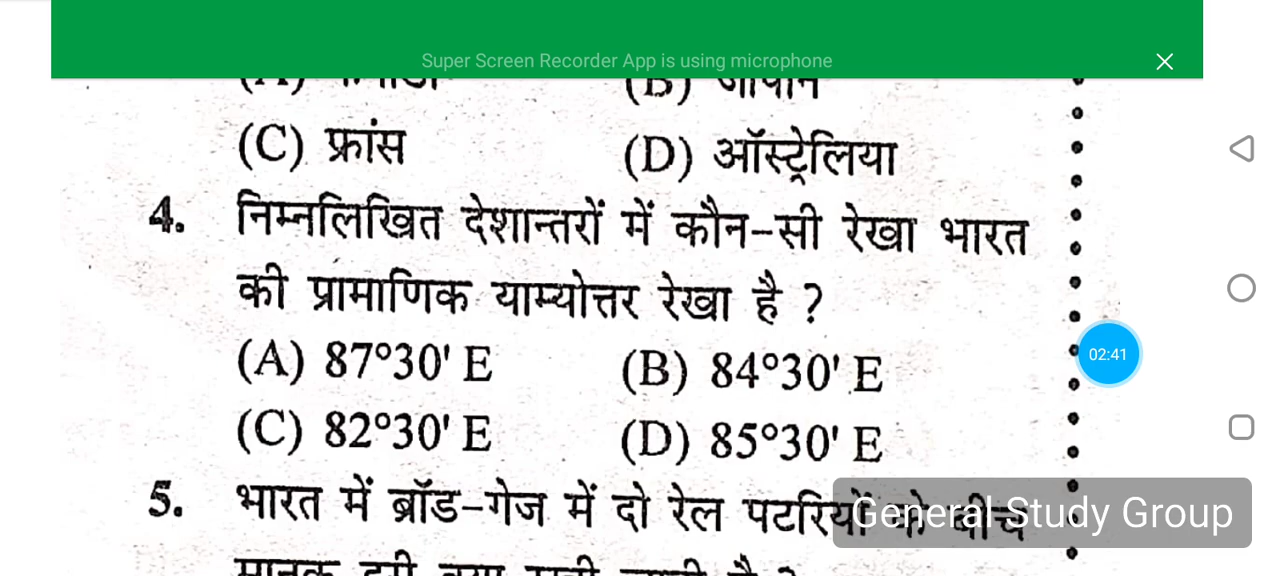 Super Screen Recorder App is using microphone
(B) जापान
(C) फ्रांस (D) ऑस्ट्रेलिया
4. निम्नलिखित देशान्तरों में कौन-सी रेखा भारत
की प्रामाणिक याम्योत्तर रेखा है ?
(A) 87°30' E (B) 84°30' E
02:41
(C) 82°30' E (D) 85°30' E
5. भारत में ब्रॉड-गेज में दो रेल पटरियों के बीच
General Study Group